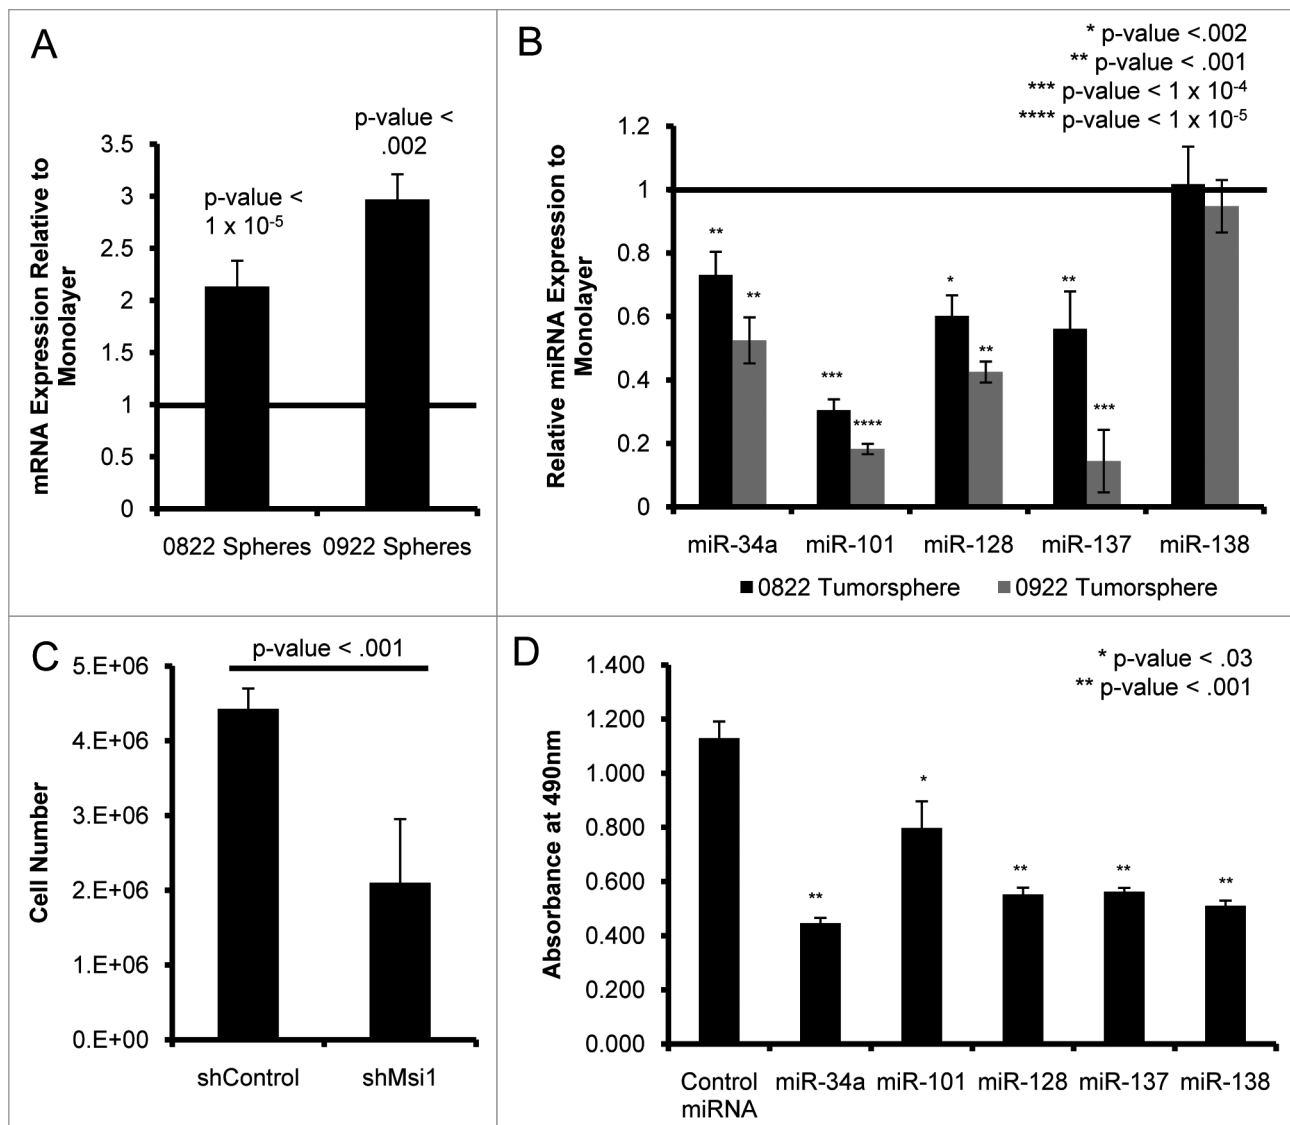 A
p-value <
.002
p-value <
1 x 10-5
mRNA Expression Relative to
Monolayer
3.5
3
2.5
2
1.5
1
0.5
0
0822 Spheres
0922 Spheres
B
* p-value <.002
** p-value < .001
*** p-value < 1 x 10-4
**** p-value < 1 x 10-5
Relative miRNA Expression to
Monolayer
1.2
1
0.8
0.6
0.4
0.2
0
** ** *** **** * ** ** ***
miR-34a miR-101 miR-128 miR-137 miR-138
0822 Tumorsphere 0922 Tumorsphere
C
p-value < .001
Cell Number
5.E+06
4.E+06
3.E+06
2.E+06
1.E+06
0.E+00
shControl shMsi1
D
* p-value < .03
** p-value < .001
Absorbance at 490nm
1.400
1.200
1.000
0.800
0.600
0.400
0.200
0.000
** * ** ** **
Control miR-34a miR-101 miR-128 miR-137 miR-138
miRNA